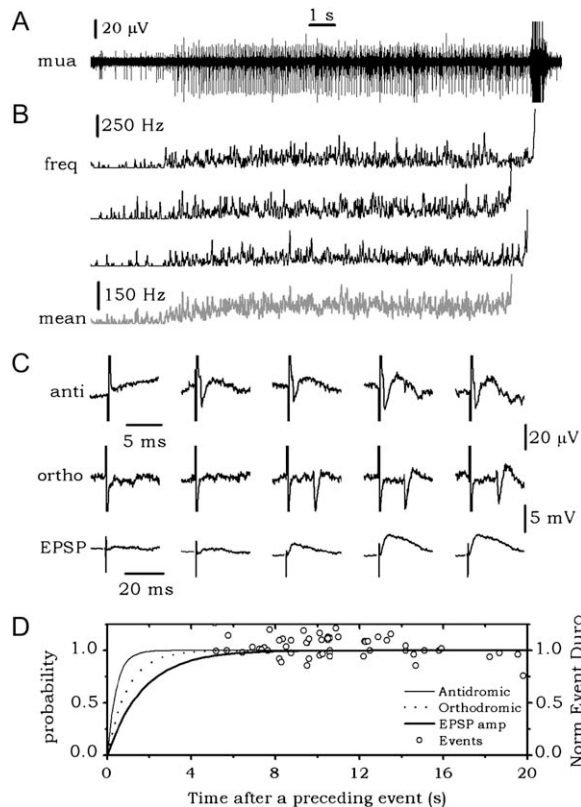 A
20 µV
1 s
mua
B
250 Hz
freq
150 Hz
mean
C
anti
5 ms
20 µV
ortho
5 mV
EPSP
20 ms
D
probability
1.0
0.5
0.0
Antidromic
Orthodromic
EPSP amp
Events
1.0
0.5
0.0
Norm Event Duro
0 4 8 12 16 20
Time after a preceding event (s)